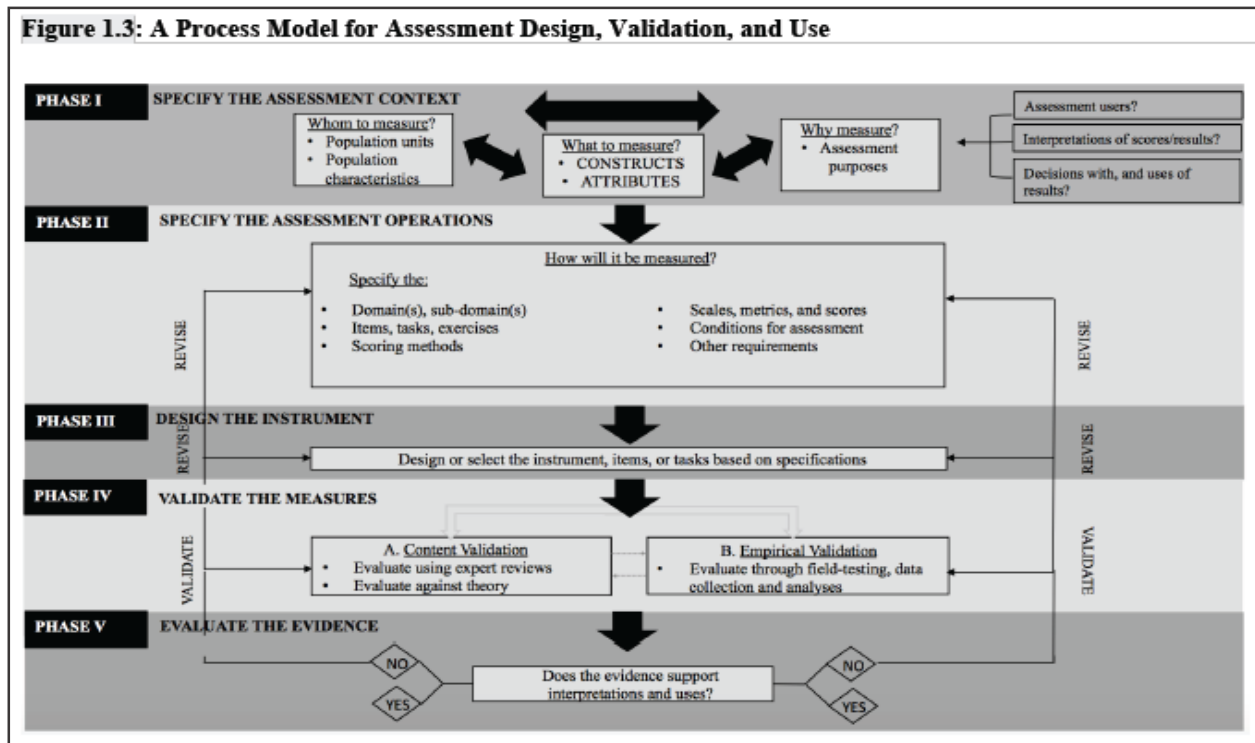 Figure 1.3: A Process Model for Assessment Design, Validation, and Use
PHASE I
SPECIFY THE ASSESSMENT CONTEXT
Whom to measure?
• Population units
• Population
characteristics
What to measure?
• CONSTRUCTS
• ATTRIBUTES
Why measure?
• Assessment
purposes
Assessment users?
Interpretations of scores/results?
Decisions with, and uses of
results?
PHASE II
SPECIFY THE ASSESSMENT OPERATIONS
How will it be measured?
Specify the:
• Domain(s), sub-domain(s)
• Items, tasks, exercises
• Scoring methods
• Scales, metrics, and scores
• Conditions for assessment
• Other requirements
REVISE
REVISE
PHASE III
DESIGN THE INSTRUMENT
Design or select the instrument, items, or tasks based on specifications
REVISE
REVISE
PHASE IV
VALIDATE THE MEASURES
A. Content Validation
• Evaluate using expert reviews
• Evaluate against theory
B. Empirical Validation
• Evaluate through field-testing, data
collection and analyses
VALIDATE
VALIDATE
PHASE V
EVALUATE THE EVIDENCE
NO
YES
Does the evidence support
interpretations and uses?
NO
YES